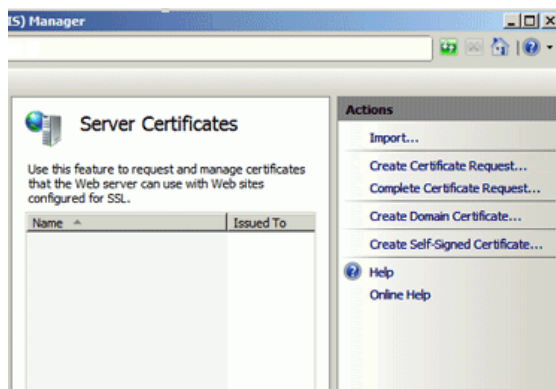 IS) Manager
Server Certificates
Use this feature to request and manage certificates
that the Web server can use with Web sites
configured for SSL.
Name
Issued To
Actions
Import...
Create Certificate Request...
Complete Certificate Request...
Create Domain Certificate...
Create Self-Signed Certificate...
Help
Online Help